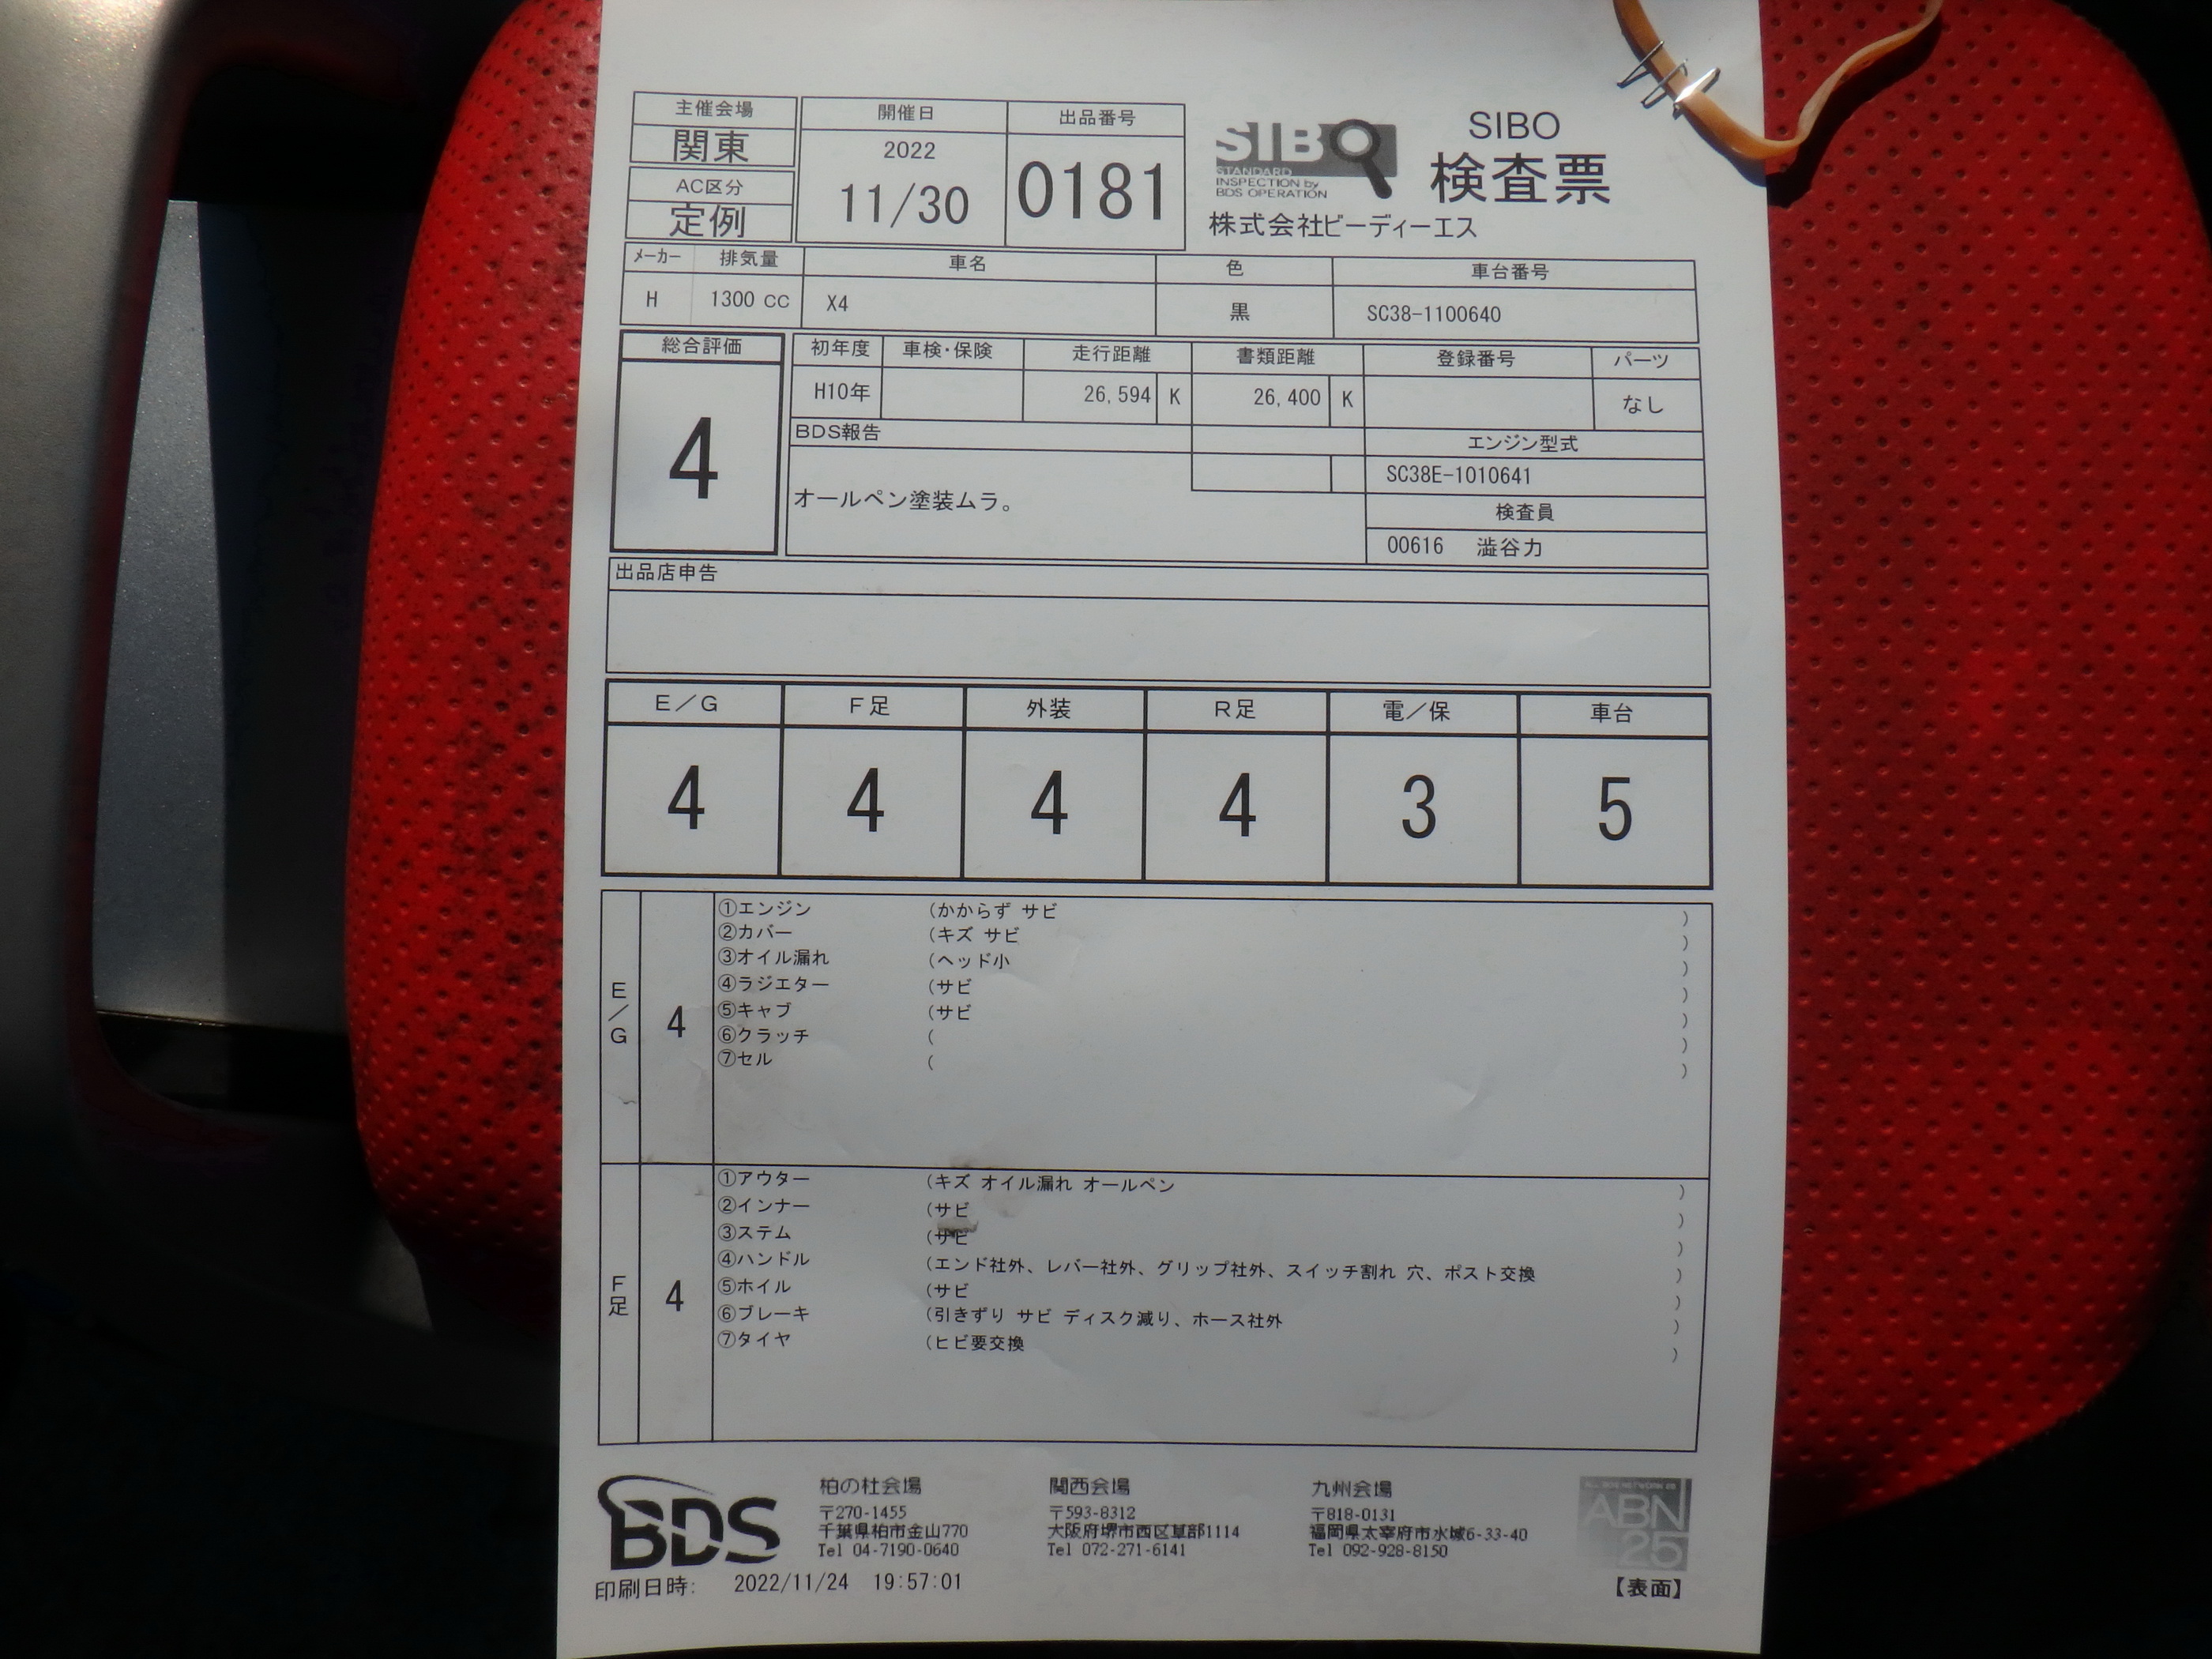 主催会場 開催日 出品番号
関東 2022 11/30 0181
AC区分
定例
SIBO
STANDARD
INSPECTION by
BDS OPERATION
SIBO
検査票
株式会社ビーディーエス
メーカー 排気量 車名 色 車台番号
H 1300 CC X4 黒 SC38-1100640
総合評価 初年度 車検・保険 走行距離 書類距離 登録番号 パーツ
4 H10年 26,594 K 26,400 K なし
BDS報告 エンジン型式
SC38E-1010641
オールペン塗装ムラ。 検査員
00616 澁谷力
出品店申告
E/G F足 外装 R足 電/保 車台
4 4 4 4 3 5
E/G 4
①エンジン (かからず サビ )
②カバー (キズ サビ )
③オイル漏れ (ヘッド小 )
④ラジエター (サビ )
⑤キャブ (サビ )
⑥クラッチ ( )
⑦セル ( )
F足 4
①アウター (キズ オイル漏れ オールペン )
②インナー (サビ )
③ステム (サビ )
④ハンドル (エンド社外、レバー社外、グリップ社外、スイッチ割れ 穴、ポスト交換 )
⑤ホイル (サビ )
⑥ブレーキ (引きずり サビ ディスク減り、ホース社外 )
⑦タイヤ (ヒビ要交換 )
BDS
柏の杜会場 関西会場 九州会場
〒270-1455 〒593-8312 〒818-0131
千葉県柏市金山770 大阪府堺市西区草部1114 福岡県太宰府市水城6-33-40
Tel 04-7190-0640 Tel 072-271-6141 Tel 092-928-8150
ABN
25
印刷日時: 2022/11/24 19:57:01 【表面】